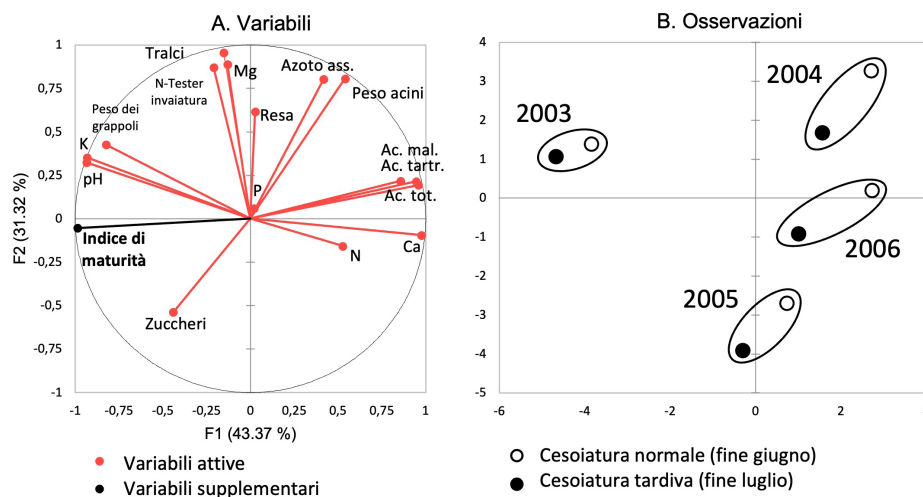 A. Variabili
1
0,75
0,5
0,25
0
-0,25
-0,5
-0,75
-1
F2 (31.32 %)
Tralci
Mg
N-Tester
invaiatura
Azoto ass.
Peso acini
Resa
Peso dei
grappoli
K
pH
P
Ac. mal.
Ac. tartr.
Ac. tot.
Indice di
maturità
N
Ca
Zuccheri
-1
-0,75
-0,5
-0,25
0
0,25
0,5
0,75
1
F1 (43.37 %)
Variabili attive
Variabili supplementari
B. Osservazioni
4
3
2
1
0
-1
-2
-3
-4
-5
2003
2004
2006
2005
-6
-4
-2
0
2
Cesoiatura normale (fine giugno)
Cesoiatura tardiva (fine luglio)